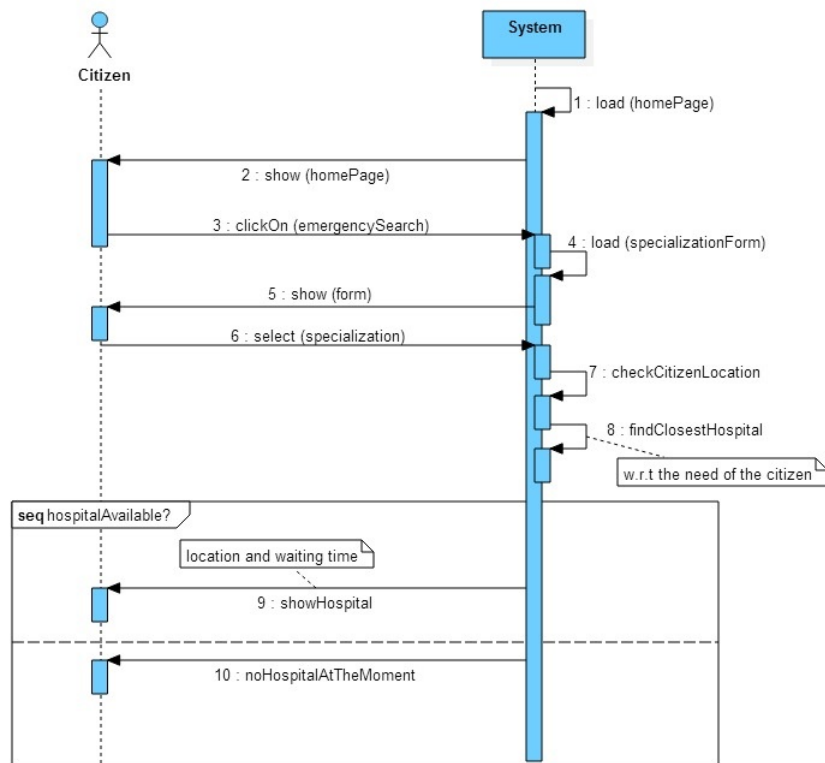 System
Citizen
1 : load (homePage)
2 : show (homePage)
3 : clickOn (emergencySearch)
4 : load (specializationForm)
5 : show (form)
6 : select (specialization)
7 : checkCitizenLocation
8 : findClosestHospital
w.r.t the need of the citizen
seq hospitalAvailable?
location and waiting time
9 : showHospital
10 : noHospitalAtTheMoment